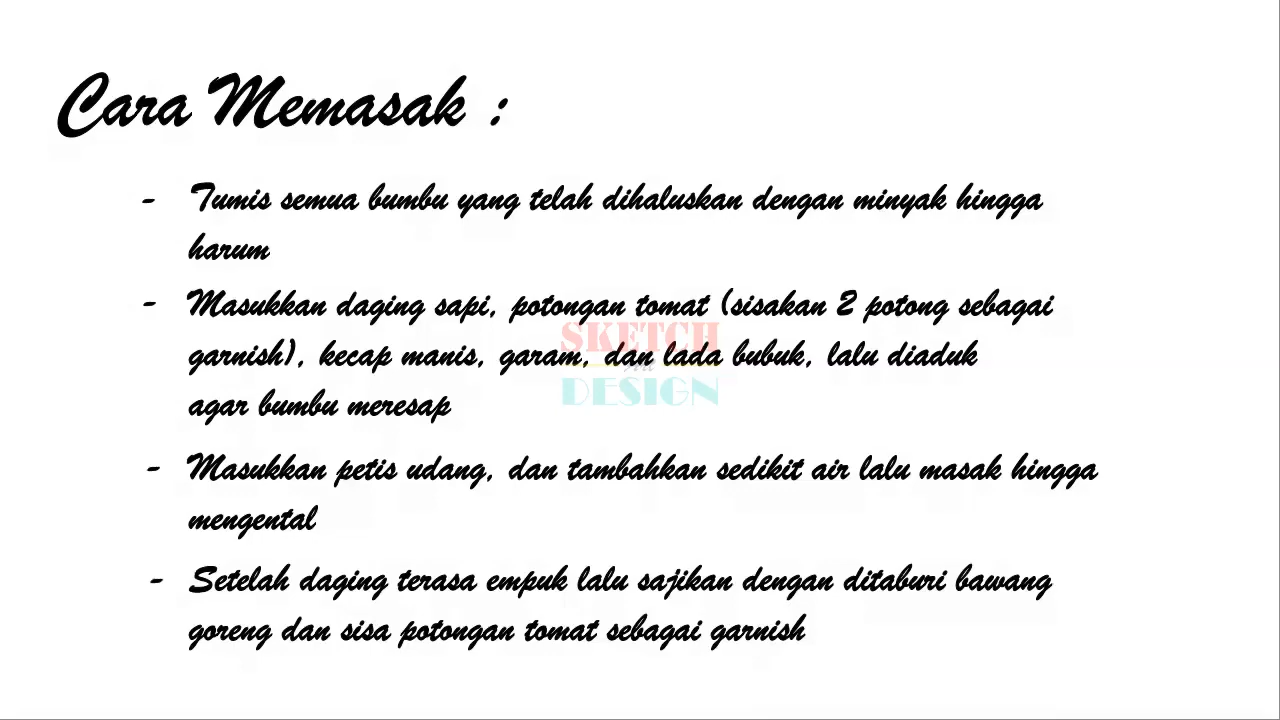 Cara Memasak :
- Tumis semua bumbu yang telah dihaluskan dengan minyak hingga
harum
- Masukkan daging sapi, potongan tomat (sisakan 2 potong sebagai
garnish), kecap manis, garam, dan lada bubuk, lalu diaduk
agar bumbu meresap
SKETCH
DESIGN
- Masukkan petis udang, dan tambahkan sedikit air lalu masak hingga
mengental
- Setelah daging terasa empuk lalu sajikan dengan ditaburi bawang
goreng dan sisa potongan tomat sebagai garnish